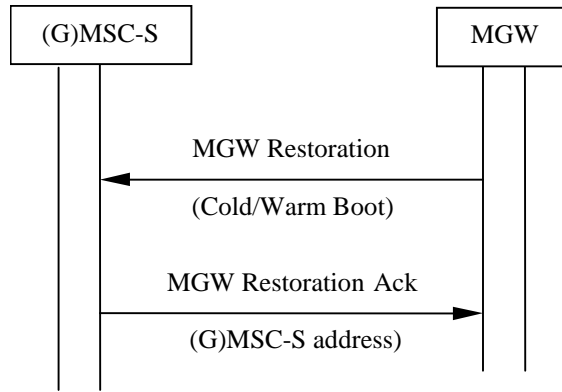 (G)MSC-S
MGW
MGW Restoration
(Cold/Warm Boot)
MGW Restoration Ack
(G)MSC-S address)